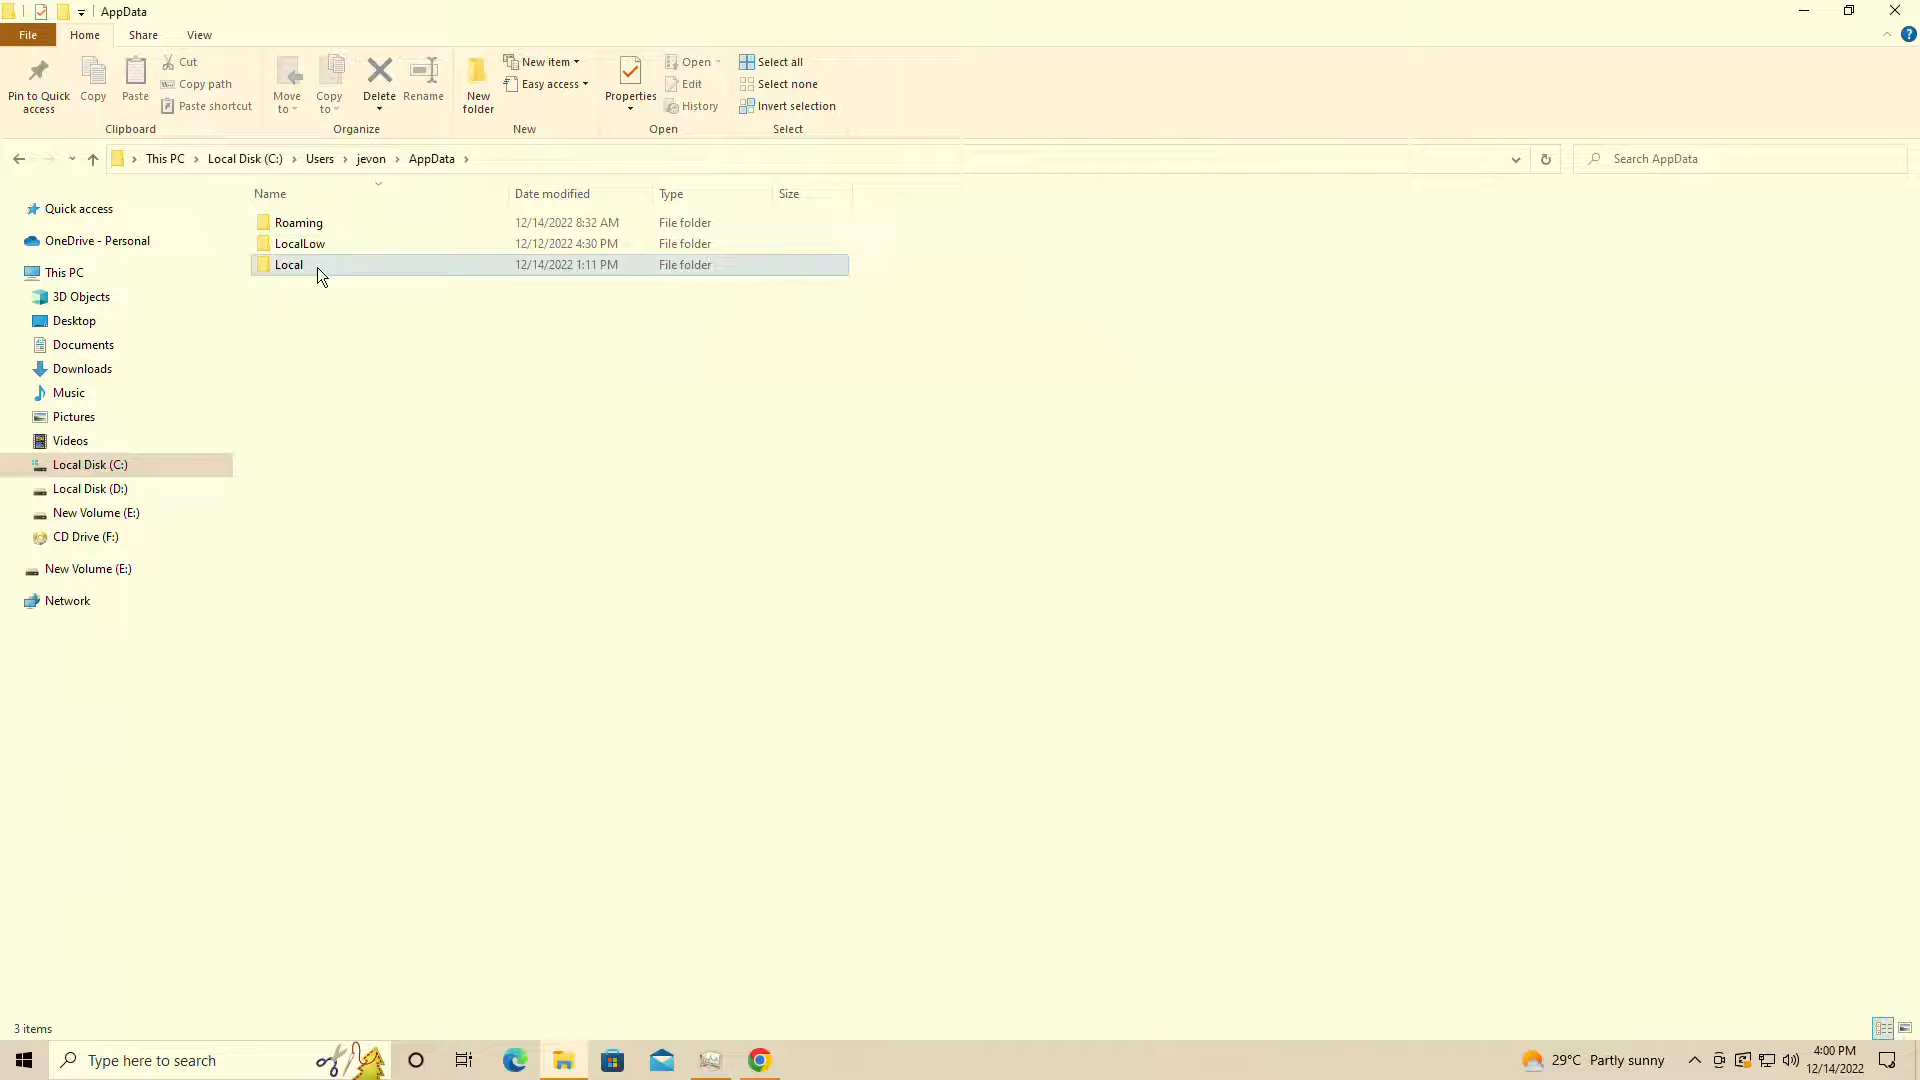 AppData
File Home Share View
Pin to Quick access
Copy
Paste
Cut
Copy path
Paste shortcut
Clipboard
Move to
Copy to
Delete
Rename
Organize
New folder
New item
Easy access
New
Properties
Open
Edit
History
Open
Select all
Select none
Invert selection
Select
This PC > Local Disk (C:) > Users > jevon > AppData >
Search AppData
Name Date modified Type Size
Roaming 12/14/2022 8:32 AM File folder
LocalLow 12/12/2022 4:30 PM File folder
Local 12/14/2022 1:11 PM File folder
Quick access
OneDrive - Personal
This PC
3D Objects
Desktop
Documents
Downloads
Music
Pictures
Videos
Local Disk (C:)
Local Disk (D:)
New Volume (E:)
CD Drive (F:)
New Volume (E:)
Network
3 items
Type here to search
29°C Partly sunny
4:00 PM
12/14/2022